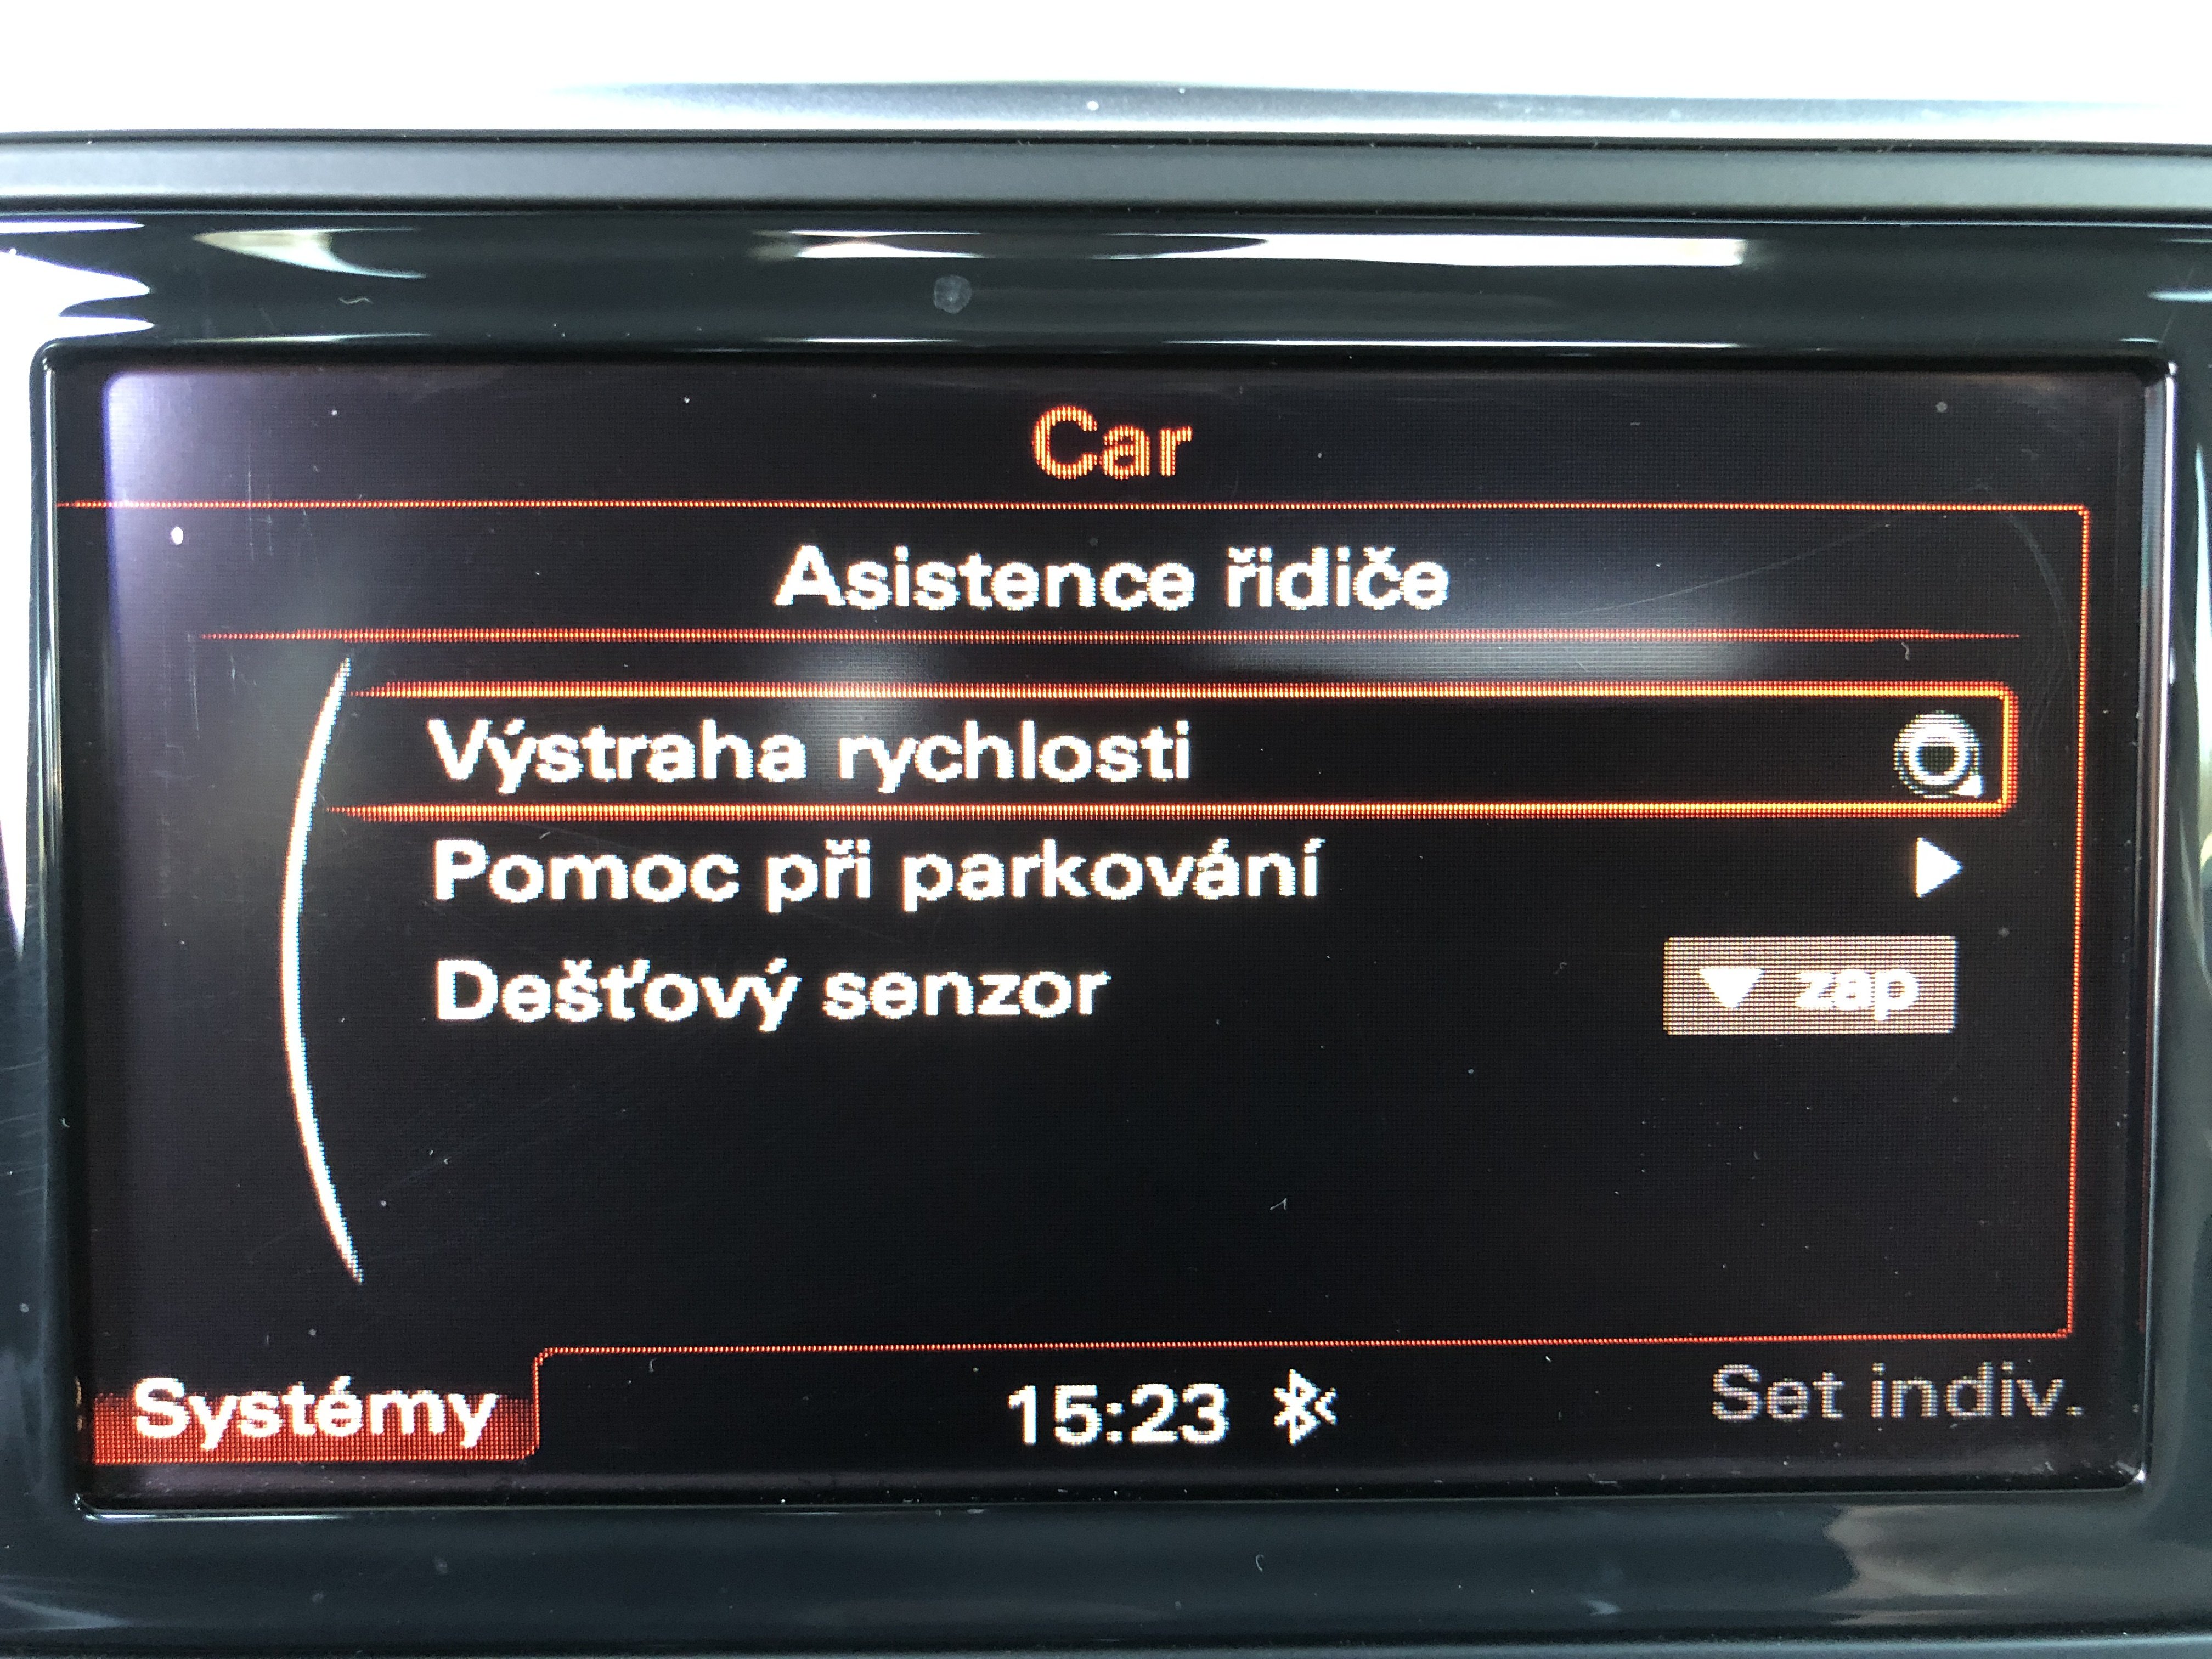 Car
Asistence řidiče
Výstraha rychlosti
Pomoc při parkování
Dešťový senzor zap
Systémy 15:23 Set indiv.